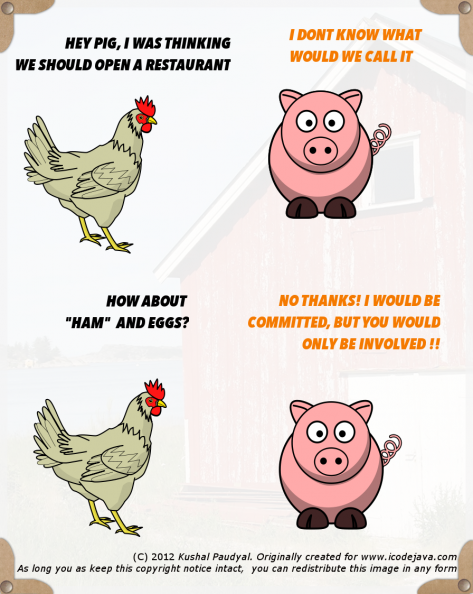 HEY PIG, I WAS THINKING
WE SHOULD OPEN A RESTAURANT
I DONT KNOW WHAT
WOULD WE CALL IT
HOW ABOUT
"HAM" AND EGGS?
NO THANKS! I WOULD BE
COMMITTED, BUT YOU WOULD
ONLY BE INVOLVED !!
(C) 2012 Kushal Paudyal. Originally created for www.icodejava.com
As long you as keep this copyright notice intact, you can redistribute this image in any form